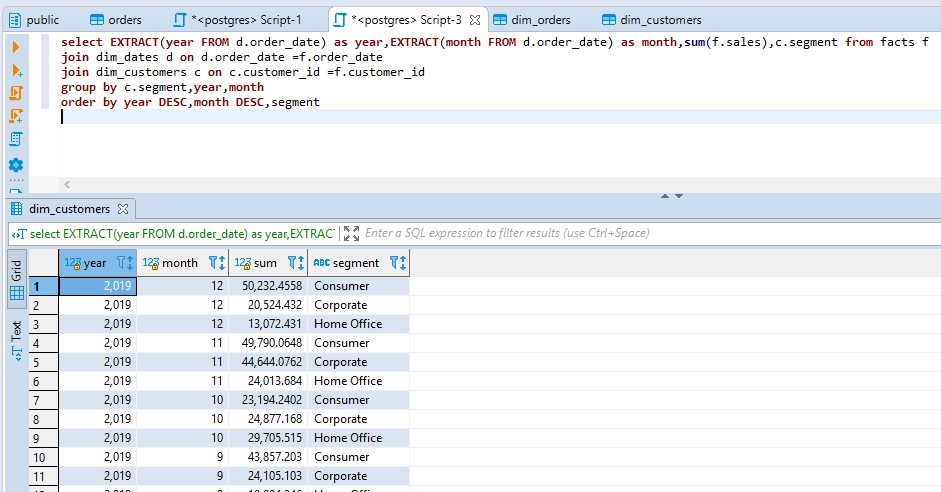 public orders *<postgres> Script-1 *<postgres> Script-3 dim_orders dim_customers
select EXTRACT(year FROM d.order_date) as year,EXTRACT(month FROM d.order_date) as month,sum(f.sales),c.segment from facts f
join dim_dates d on d.order_date =f.order_date
join dim_customers c on c.customer_id =f.customer_id
group by c.segment,year,month
order by year DESC,month DESC,segment
dim_customers
select EXTRACT(year FROM d.order_date) as year,EXTRAC Enter a SQL expression to filter results (use Ctrl+Space)
Grid
Text
123 year 123 month 123 sum ABC segment
1 2,019 12 50,232.4558 Consumer
2 2,019 12 20,524.432 Corporate
3 2,019 12 13,072.431 Home Office
4 2,019 11 49,790.0648 Consumer
5 2,019 11 44,644.0762 Corporate
6 2,019 11 24,013.684 Home Office
7 2,019 10 23,194.2402 Consumer
8 2,019 10 24,877.168 Corporate
9 2,019 10 29,705.515 Home Office
10 2,019 9 43,857.203 Consumer
11 2,019 9 24,105.103 Corporate